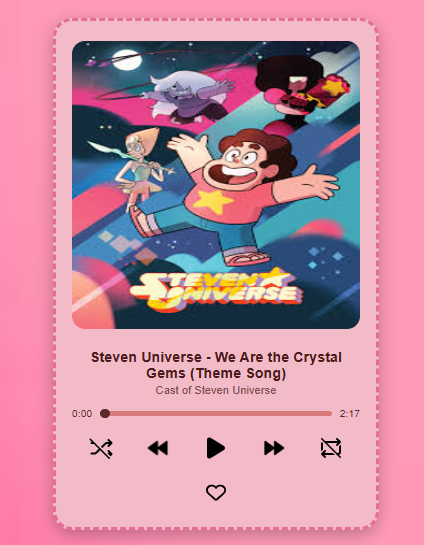 STEVEN
UNIVERSE
Steven Universe - We Are the Crystal
Gems (Theme Song)
Cast of Steven Universe
0:00
2:17